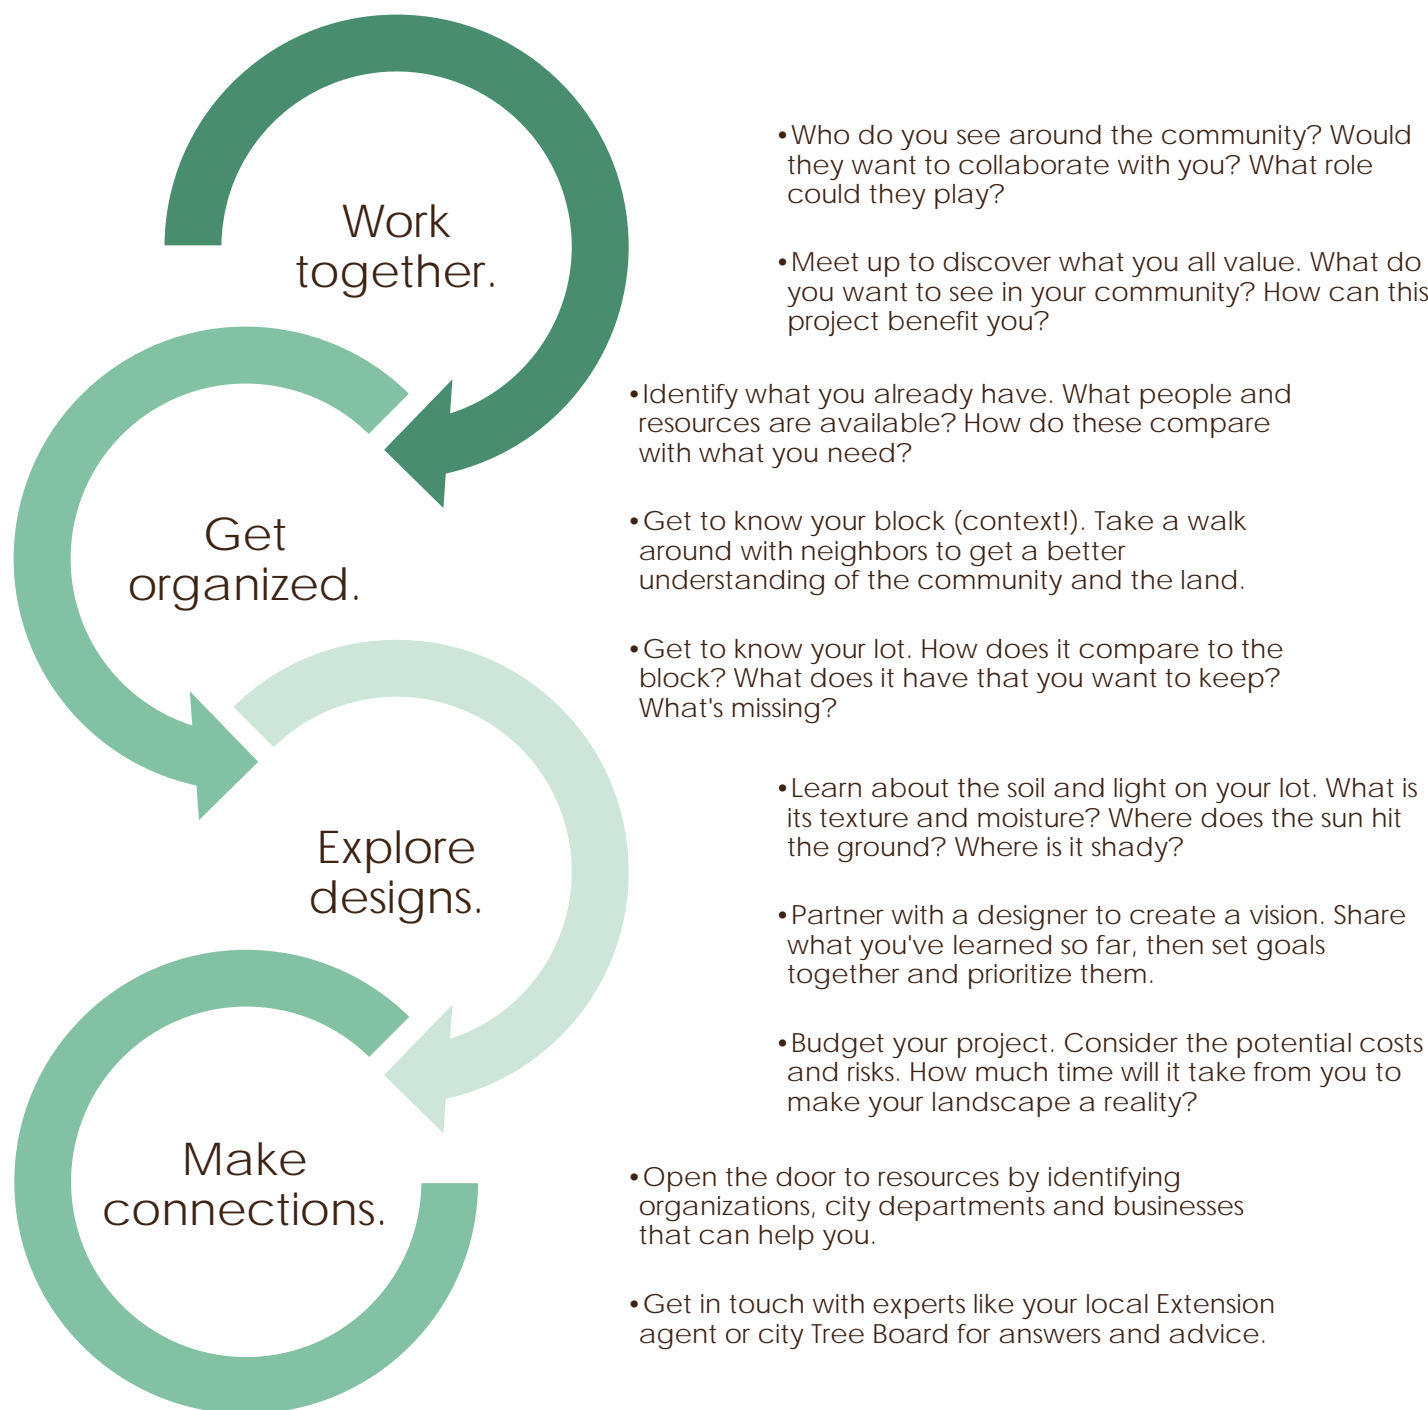 Work
together.
•Who do you see around the community? Would
they want to collaborate with you? What role
could they play?
•Meet up to discover what you all value. What do
you want to see in your community? How can this
project benefit you?
Get
organized.
•Identify what you already have. What people and
resources are available? How do these compare
with what you need?
•Get to know your block (context!). Take a walk
around with neighbors to get a better
understanding of the community and the land.
•Get to know your lot. How does it compare to the
block? What does it have that you want to keep?
What's missing?
Explore
designs.
•Learn about the soil and light on your lot. What is
its texture and moisture? Where does the sun hit
the ground? Where is it shady?
•Partner with a designer to create a vision. Share
what you've learned so far, then set goals
together and prioritize them.
•Budget your project. Consider the potential costs
and risks. How much time will it take from you to
make your landscape a reality?
Make
connections.
•Open the door to resources by identifying
organizations, city departments and businesses
that can help you.
•Get in touch with experts like your local Extension
agent or city Tree Board for answers and advice.